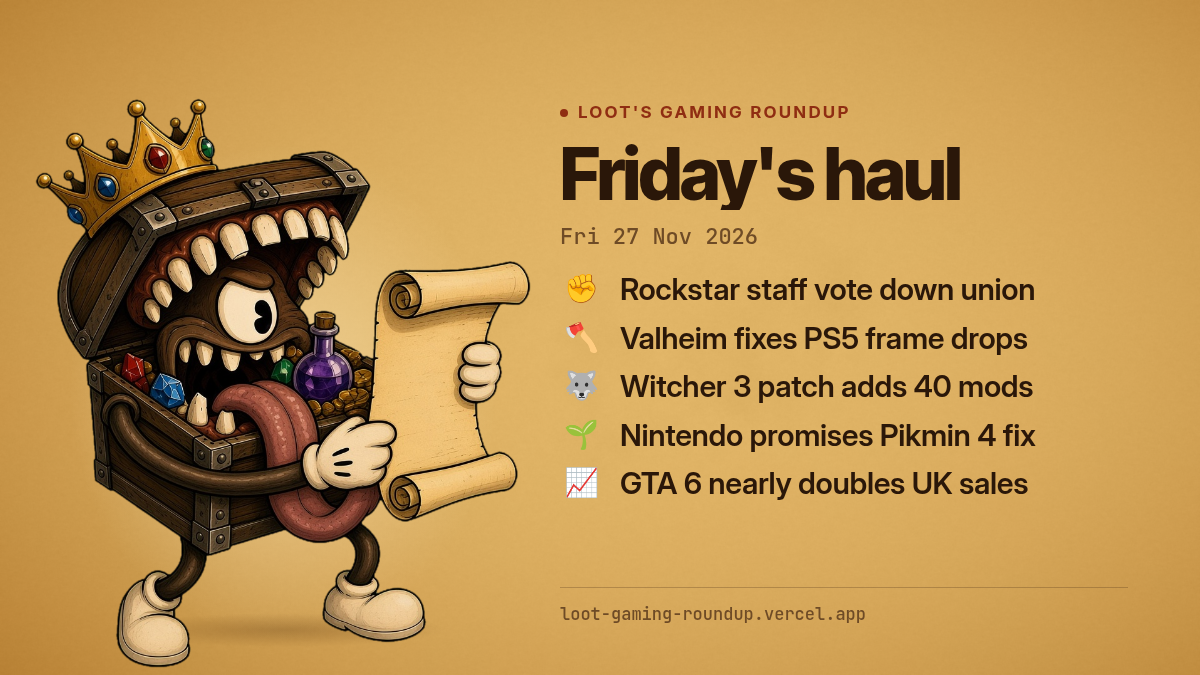 LOOT'S GAMING ROUNDUP
Friday's haul
Fri 27 Nov 2026
Rockstar staff vote down union
Valheim fixes PS5 frame drops
Witcher 3 patch adds 40 mods
Nintendo promises Pikmin 4 fix
GTA 6 nearly doubles UK sales
loot-gaming-roundup.vercel.app